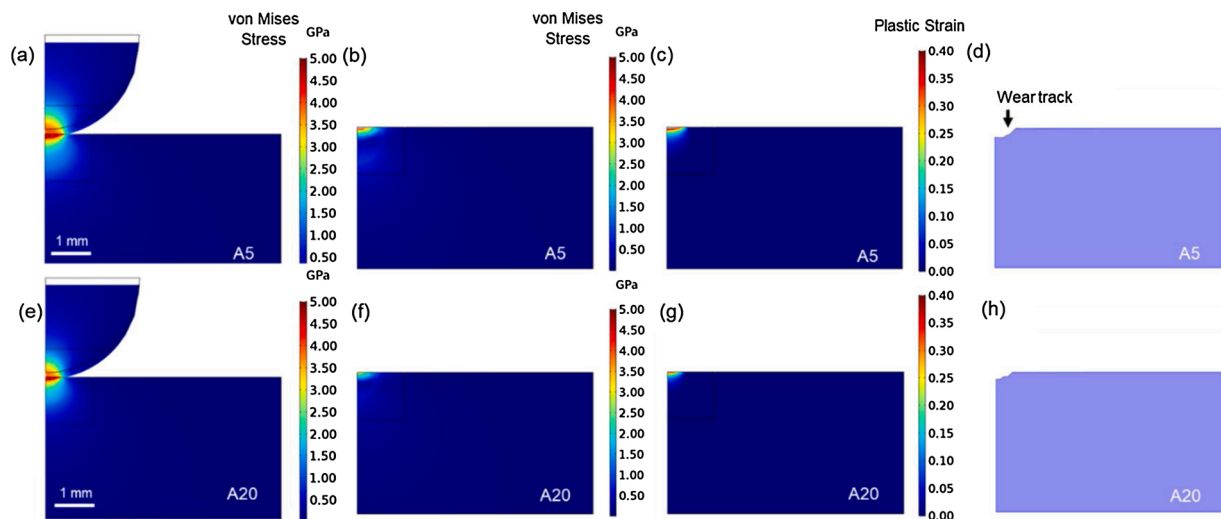 von Mises
Stress
GPa
von Mises
Stress
GPa
Plastic Strain
(a)
5.00
4.50
4.00
3.50
3.00
2.50
2.00
1.50
1.00
0.50
1 mm
A5
(b)
5.00
4.50
4.00
3.50
3.00
2.50
2.00
1.50
1.00
0.50
A5
(c)
0.40
0.35
0.30
0.25
0.20
0.15
0.10
0.05
0.00
A5
(d)
Wear track
A5
GPa
GPa
(e)
5.00
4.50
4.00
3.50
3.00
2.50
2.00
1.50
1.00
0.50
1 mm
A20
(f)
5.00
4.50
4.00
3.50
3.00
2.50
2.00
1.50
1.00
0.50
A20
(g)
0.40
0.35
0.30
0.25
0.20
0.15
0.10
0.05
0.00
A20
(h)
A20